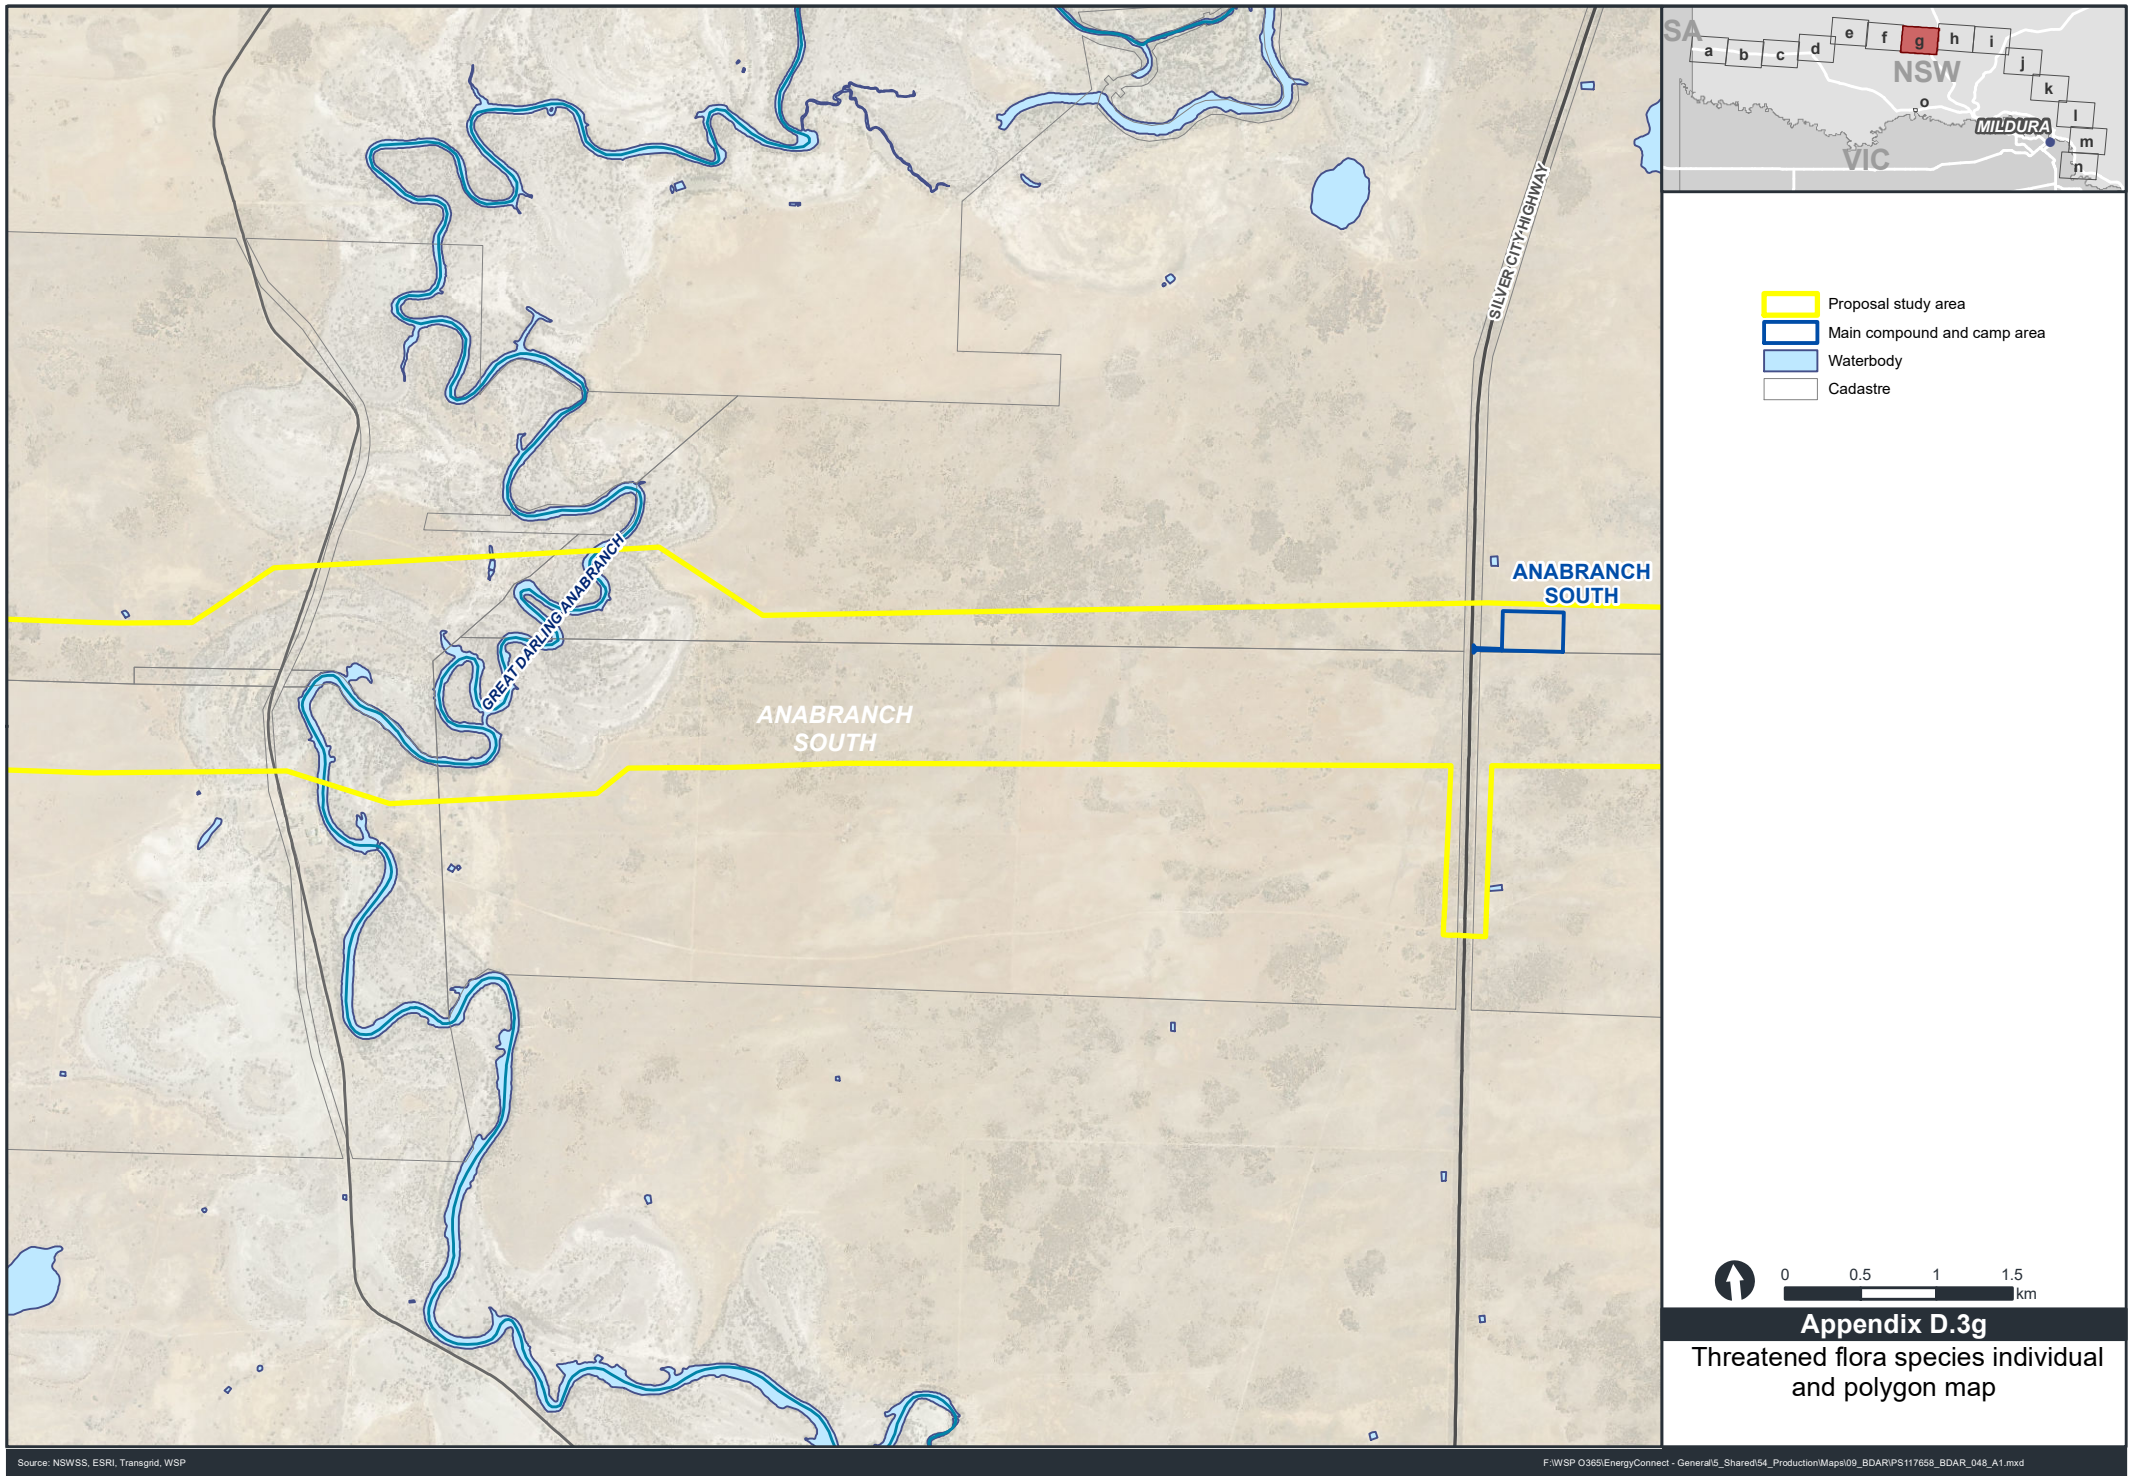 SILVER CITY HIGHWAY
GREAT DARLING ANABRANCH
ANABRANCH
SOUTH
ANABRANCH
SOUTH
SA
a
b
c
d
e
f
g
h
i
j
k
l
m
n
o
NSW
MILDURA
VIC
Proposal study area
Main compound and camp area
Waterbody
Cadastre
0 0.5 1 1.5
km
Appendix D.3g
Threatened flora species individual
and polygon map
Source: NSWSS, ESRI, Transgrid, WSP
F:\WSP O365\EnergyConnect - General\5_Shared\54_Production\Maps\09_BDAR\PS117658_BDAR_048_A1.mxd